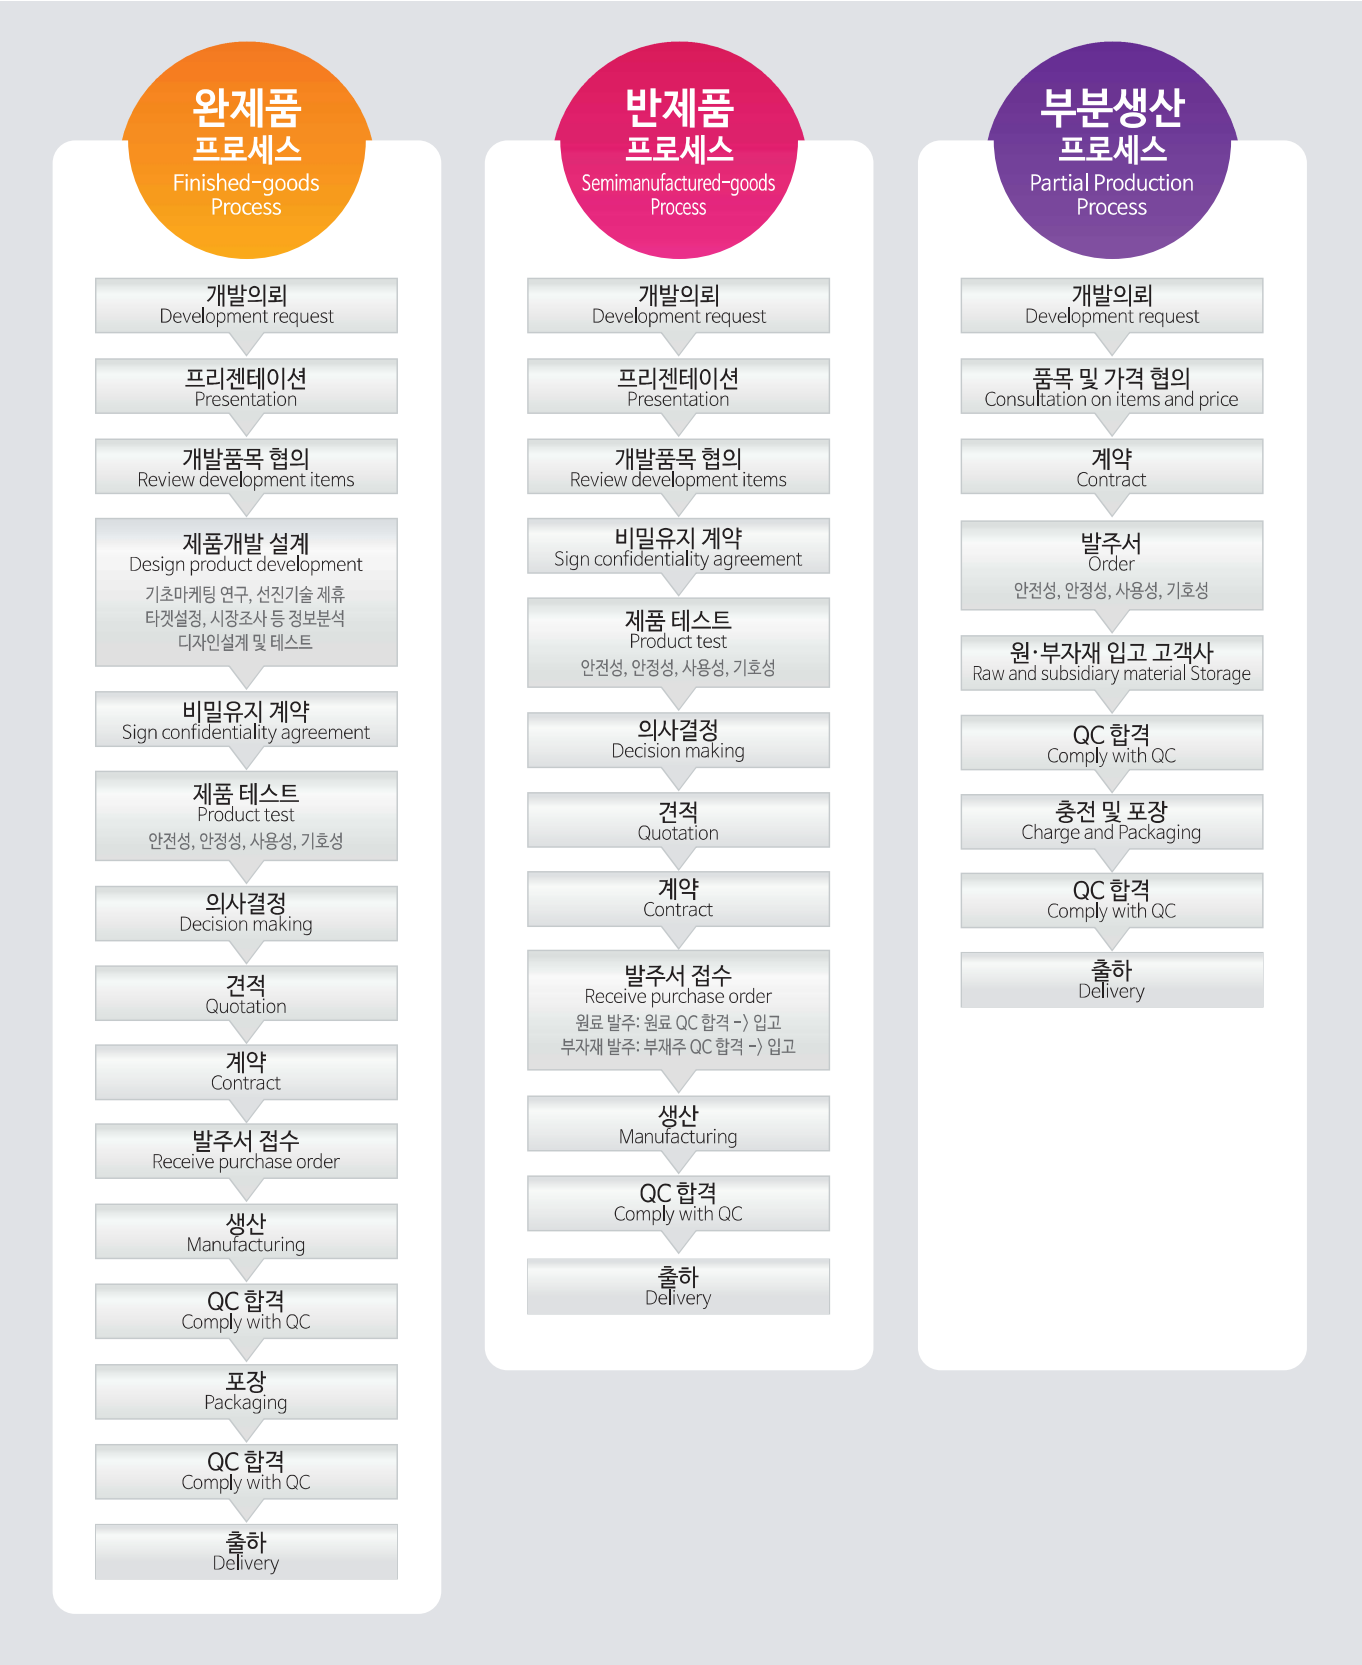 완제품
프로세스
Finished-goods
Process
개발의뢰
Development request
프리젠테이션
Presentation
개발품목 협의
Review development items
제품개발 설계
Design product development
기초마케팅 연구, 선진기술 제휴
타겟설정, 시장조사 등 정보분석
디자인설계 및 테스트
비밀유지 계약
Sign confidentiality agreement
제품 테스트
Product test
안전성, 안정성, 사용성, 기호성
의사결정
Decision making
견적
Quotation
계약
Contract
발주서 접수
Receive purchase order
생산
Manufacturing
QC 합격
Comply with QC
포장
Packaging
QC 합격
Comply with QC
출하
Delivery
반제품
프로세스
Semimanufactured-goods
Process
개발의뢰
Development request
프리젠테이션
Presentation
개발품목 협의
Review development items
비밀유지 계약
Sign confidentiality agreement
제품 테스트
Product test
안전성, 안정성, 사용성, 기호성
의사결정
Decision making
견적
Quotation
계약
Contract
발주서 접수
Receive purchase order
원료 발주: 원료 QC 합격 -> 입고
부자재 발주: 부재주 QC 합격 -> 입고
생산
Manufacturing
QC 합격
Comply with QC
출하
Delivery
부분생산
프로세스
Partial Production
Process
개발의뢰
Development request
품목 및 가격 협의
Consultation on items and price
계약
Contract
발주서
Order
안전성, 안정성, 사용성, 기호성
원·부자재 입고 고객사
Raw and subsidiary material Storage
QC 합격
Comply with QC
충전 및 포장
Charge and Packaging
QC 합격
Comply with QC
출하
Delivery